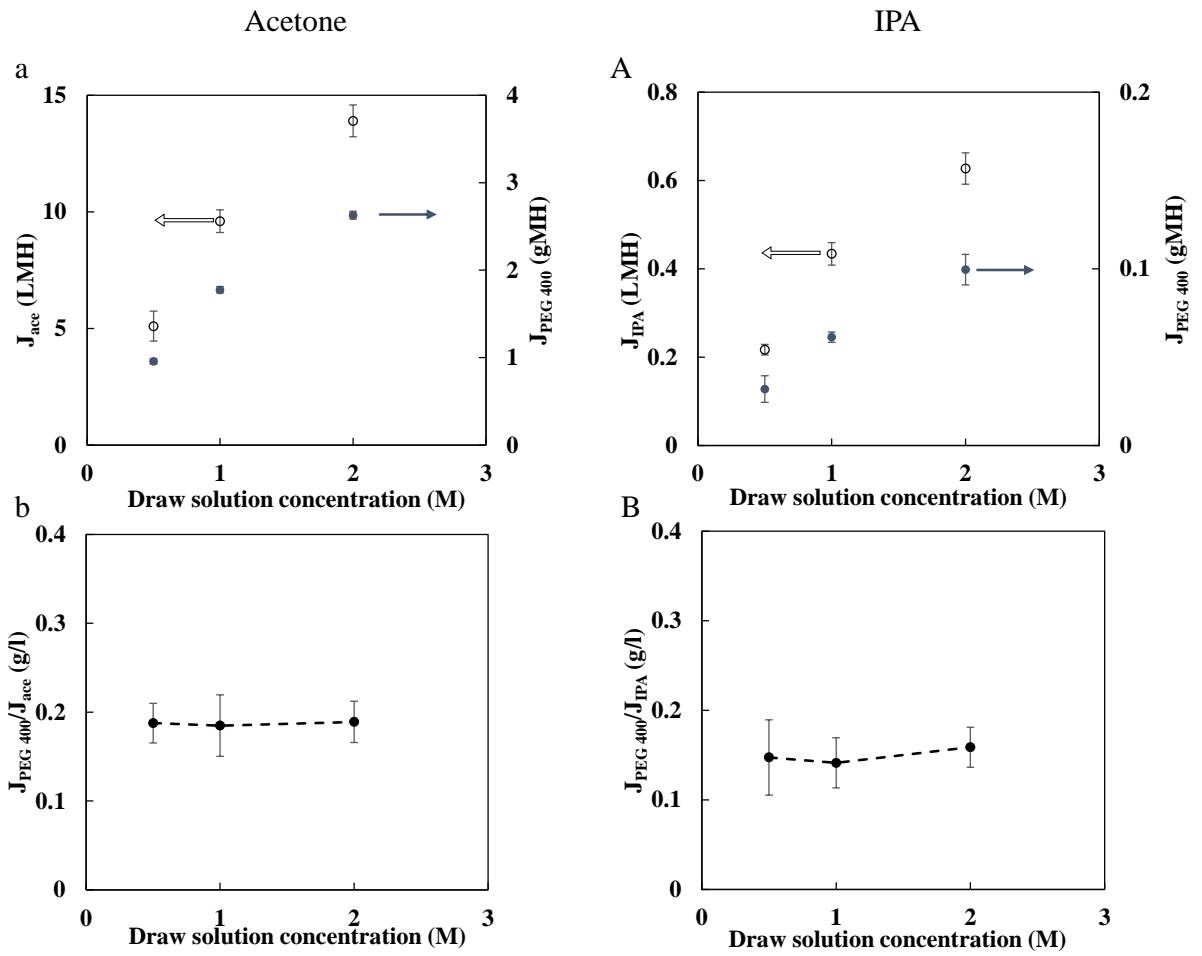 Acetone
IPA
a
15
10
5
0
J_ace (LMH)
4
3
2
1
0
J_PEG 400 (gMH)
0 1 2 3
Draw solution concentration (M)
A
0.8
0.6
0.4
0.2
0
J_IPA (LMH)
0.2
0.1
0
J_PEG 400 (gMH)
0 1 2 3
Draw solution concentration (M)
b
0.4
0.3
0.2
0.1
0
J_PEG 400/J_ace (g/l)
0 1 2 3
Draw solution concentration (M)
B
0.4
0.3
0.2
0.1
0
J_PEG 400/J_IPA (g/l)
0 1 2 3
Draw solution concentration (M)